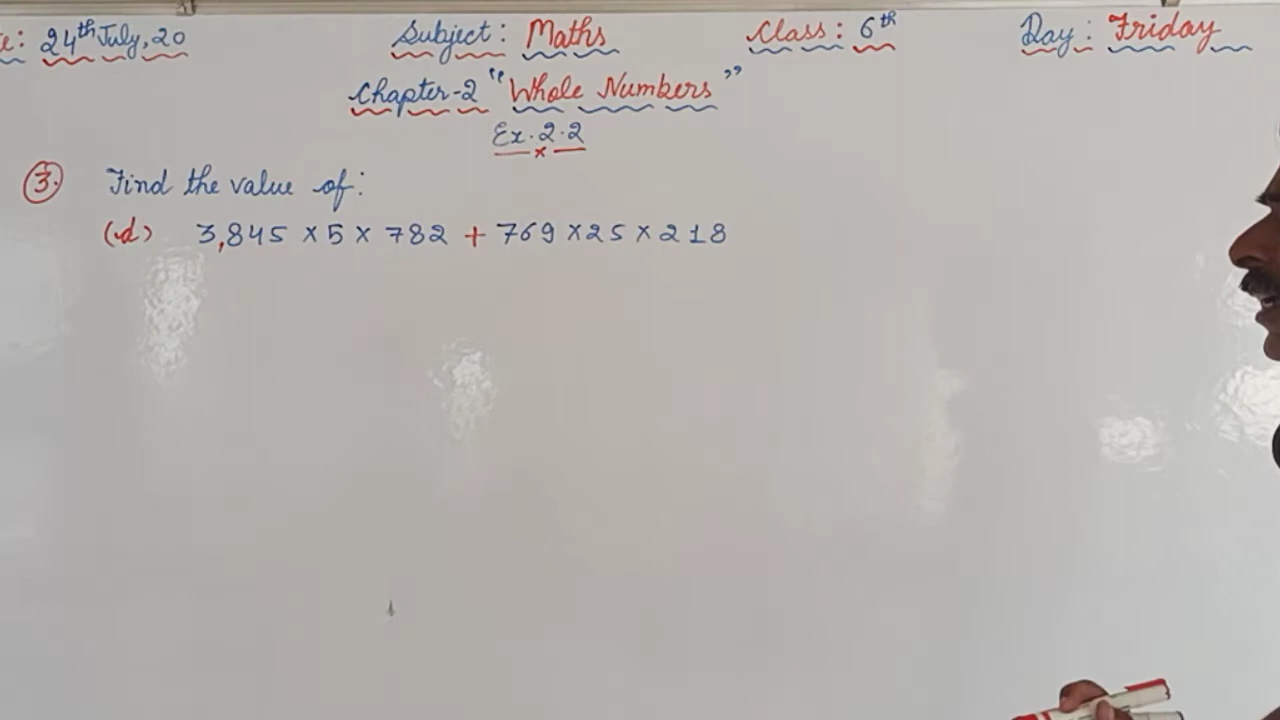 e: 24th July, 20 Subject: Maths Class: 6th Day: Friday
Chapter-2 "Whole Numbers"
Ex. 2.2
3. Find the value of:
(d) 3,845 × 5 × 782 + 769 × 25 × 218